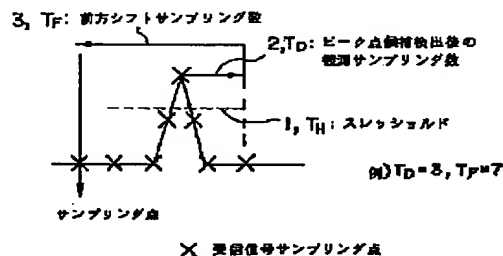 3, TF: 前方シフトサンプリング数
2, TD: ピーク点候補検出後の
観測サンプリング数
1, TH: スレッショルド
例) TD=3, TF=7
サンプリング点
× 受信信号サンプリング点